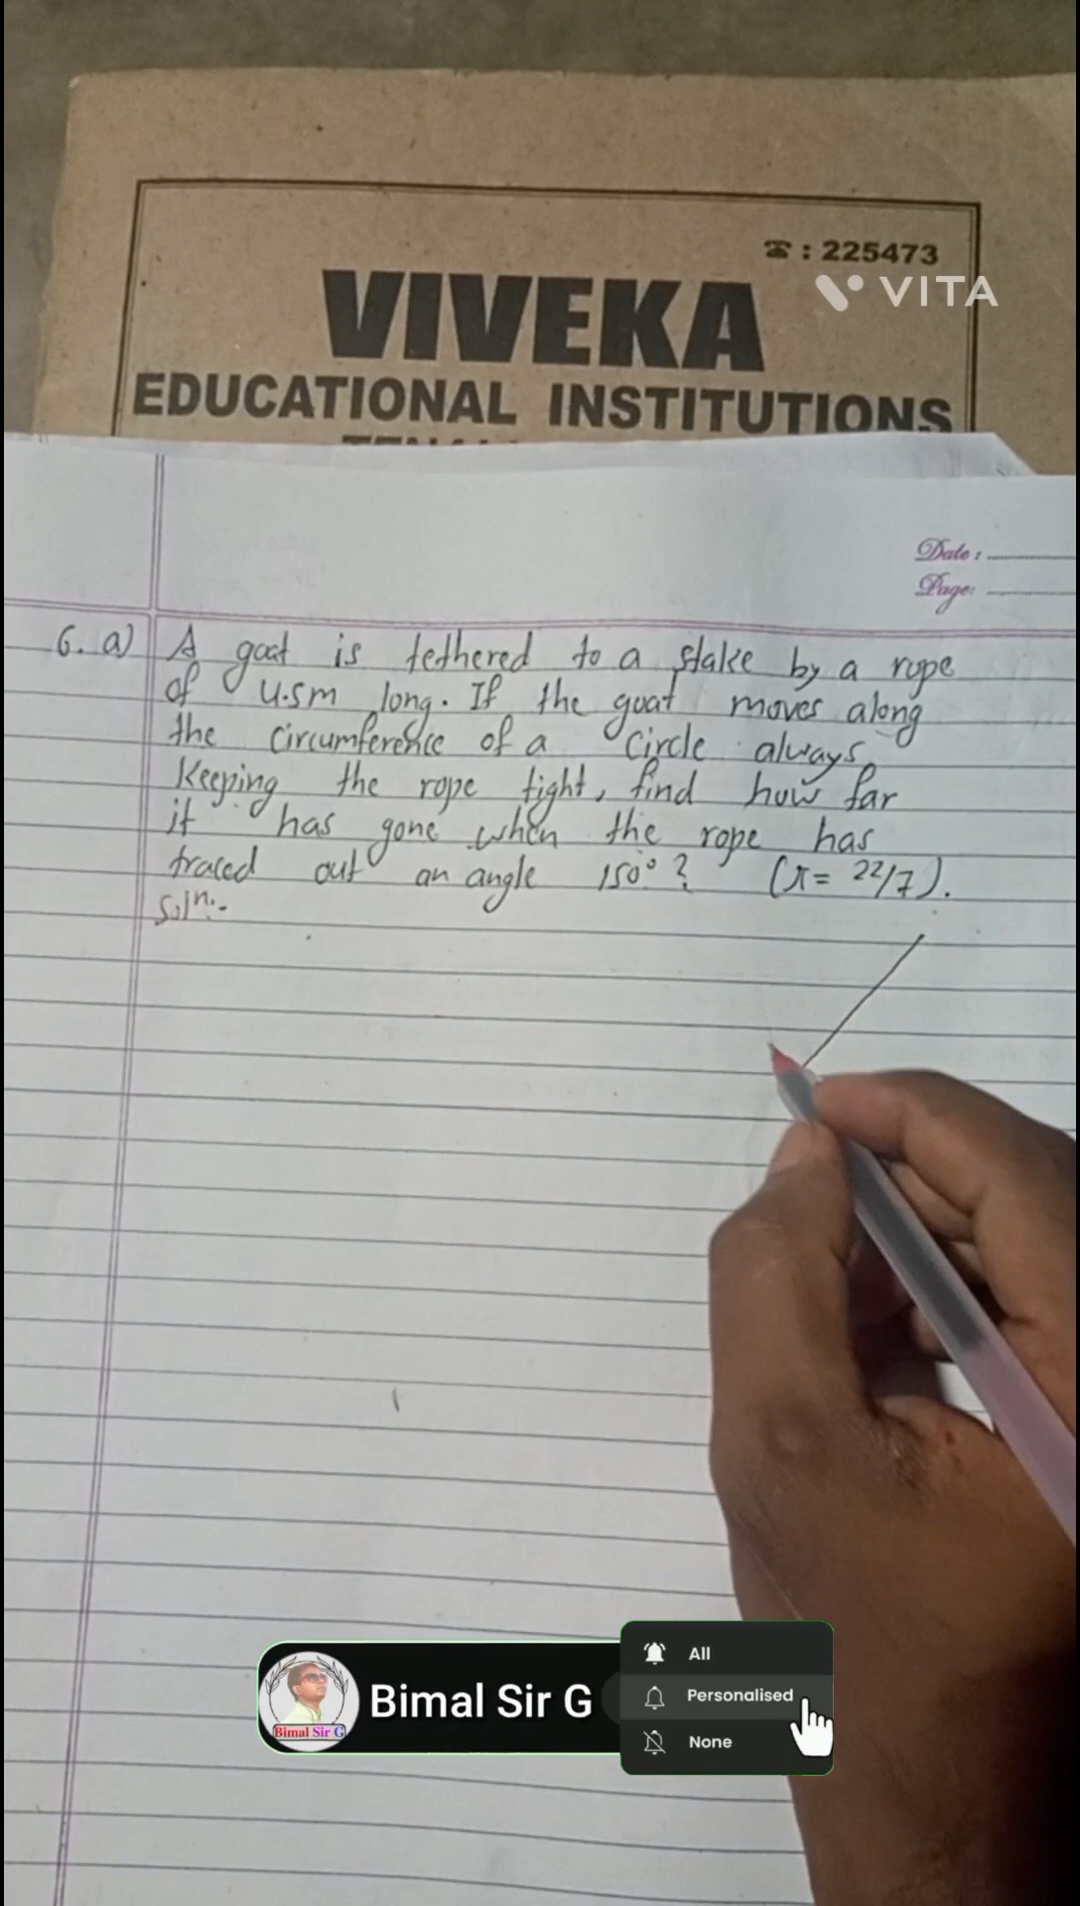 ☎ : 225473
VITA
VIVEKA
EDUCATIONAL INSTITUTIONS
Date :
Page:
6. a) A goat is tethered to a stake by a rope
of 4.5m long. If the goat moves along
the circumference of a circle always
keeping the rope tight, find how far
it has gone when the rope has
traced out an angle 150° ? (π = 22/7).
Soln:-
All
Bimal Sir G
Personalised
Bimal Sir G
None